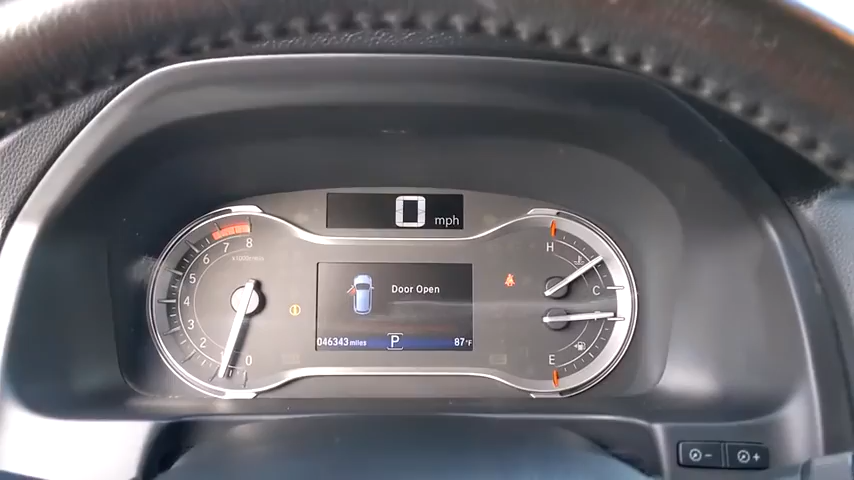 0 mph
8
7
6
5
4
3
2
1
0
x1000r/min
Door Open
046343 miles P 87°F
H
C
F
E
- +